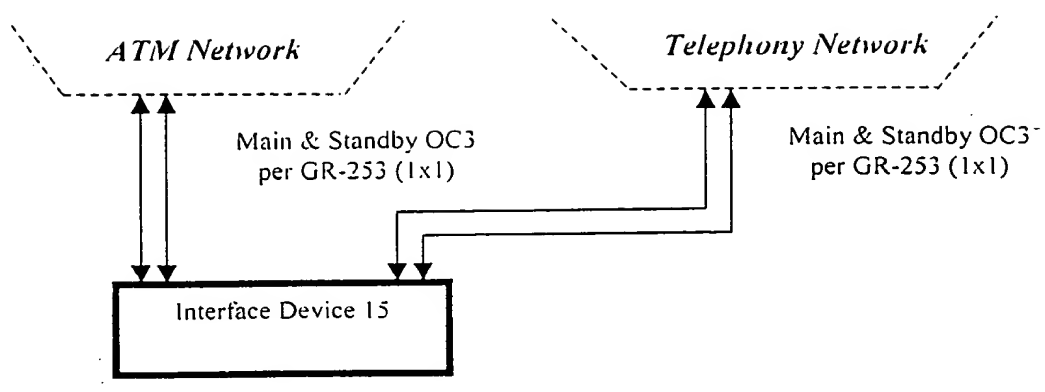 ATM Network
Telephony Network
Main & Standby OC3
per GR-253 (1x1)
Main & Standby OC3
per GR-253 (1x1)
Interface Device 15